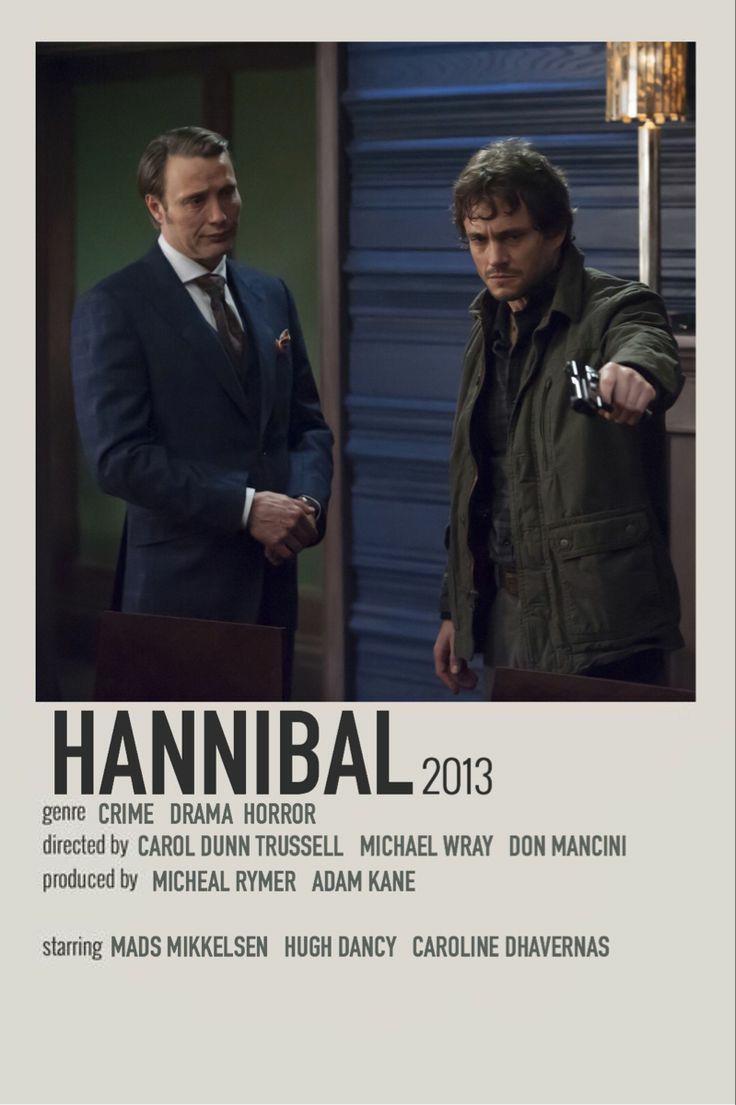 HANNIBAL 2013
genre CRIME DRAMA HORROR
directed by CAROL DUNN TRUSSELL MICHAEL WRAY DON MANCINI
produced by MICHEAL RYMER ADAM KANE
starring MADS MIKKELSEN HUGH DANCY CAROLINE DHAVERNAS